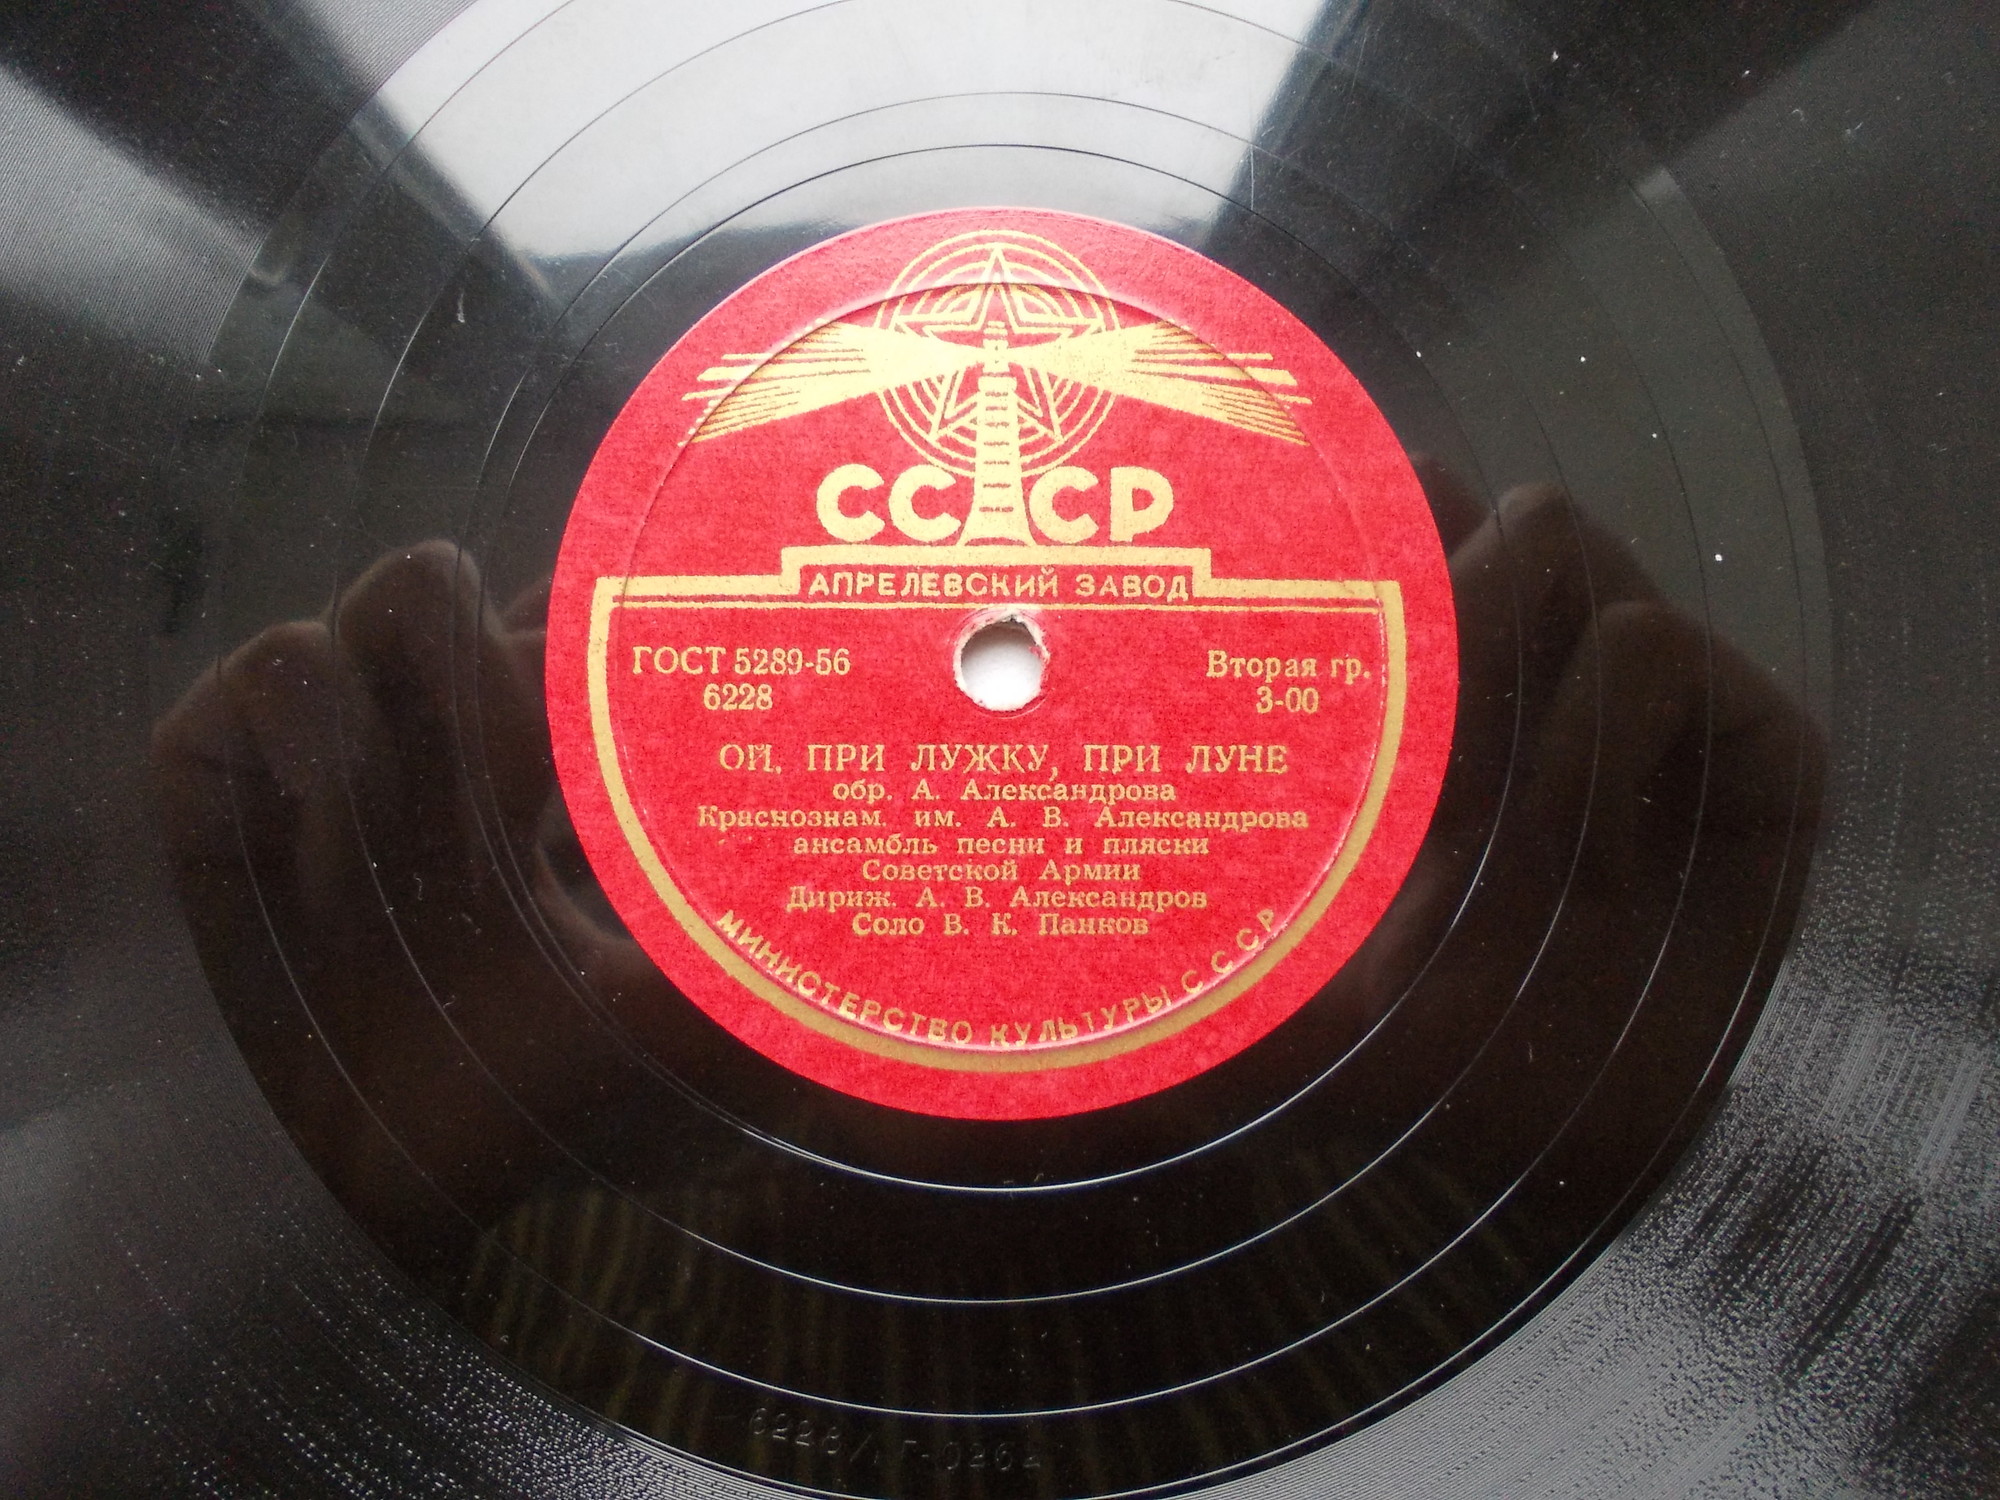 СССР
АПРЕЛЕВСКИЙ ЗАВОД
ГОСТ 5289-56
6228
Вторая гр.
3-00
ОЙ, ПРИ ЛУЖКУ, ПРИ ЛУНЕ
обр. А. Александрова
Краснознам. им. А. В. Александрова
ансамбль песни и пляски
Советской Армии
Дириж. А. В. Александров
Соло В. К. Панков
МИНИСТЕРСТВО КУЛЬТУРЫ СССР